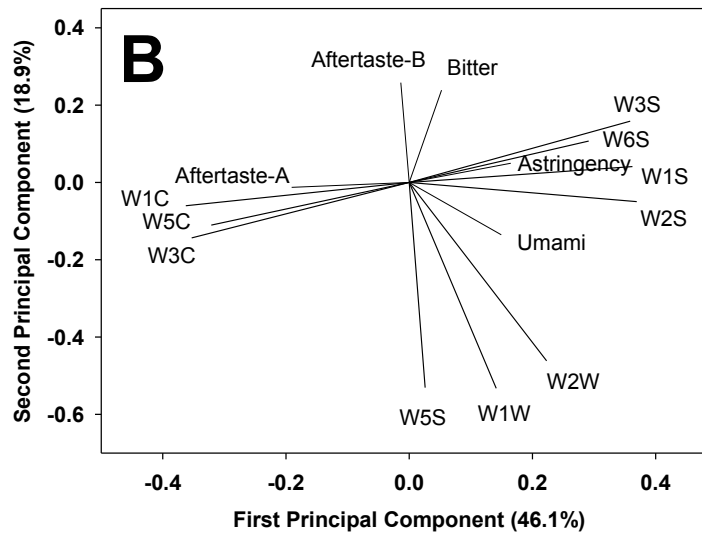 B
Second Principal Component (18.9%)
0.4
0.2
0.0
-0.2
-0.4
-0.6
Aftertaste-B
Bitter
W3S
W6S
Astringency
W1S
Aftertaste-A
W1C
W5C
W3C
W2S
Umami
W2W
W5S
W1W
-0.4 -0.2 0.0 0.2 0.4
First Principal Component (46.1%)